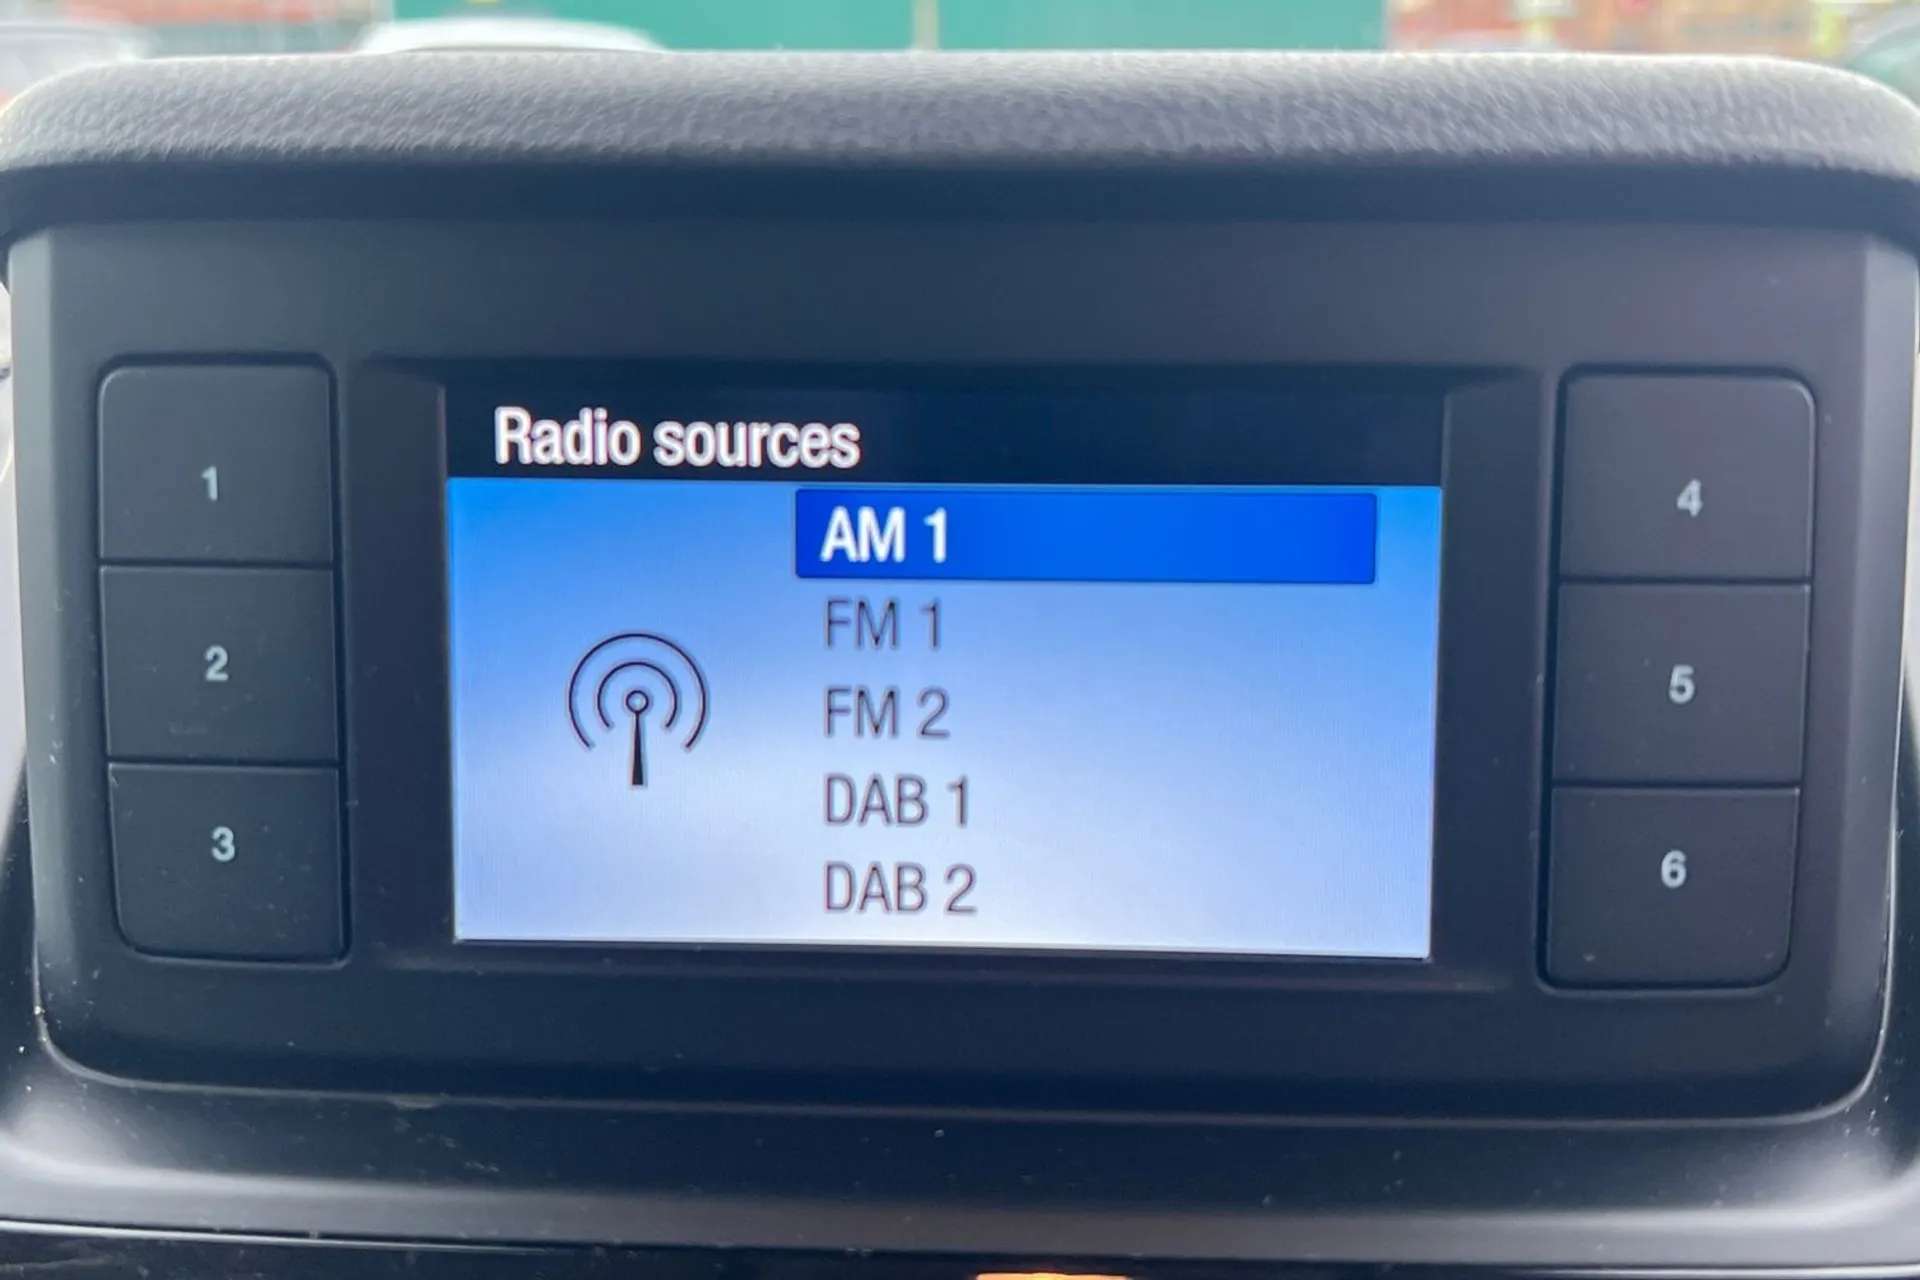 Radio sources
AM 1
FM 1
FM 2
DAB 1
DAB 2
1
2
3
4
5
6